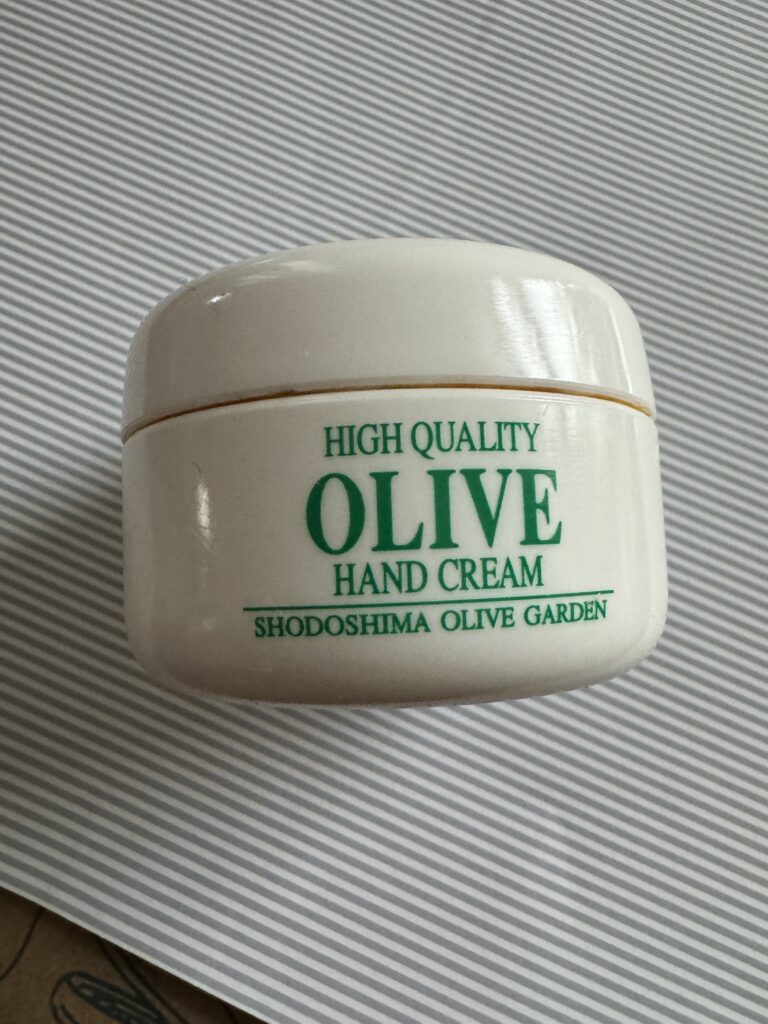 HIGH QUALITY
OLIVE
HAND CREAM
SHODOSHIMA OLIVE GARDEN